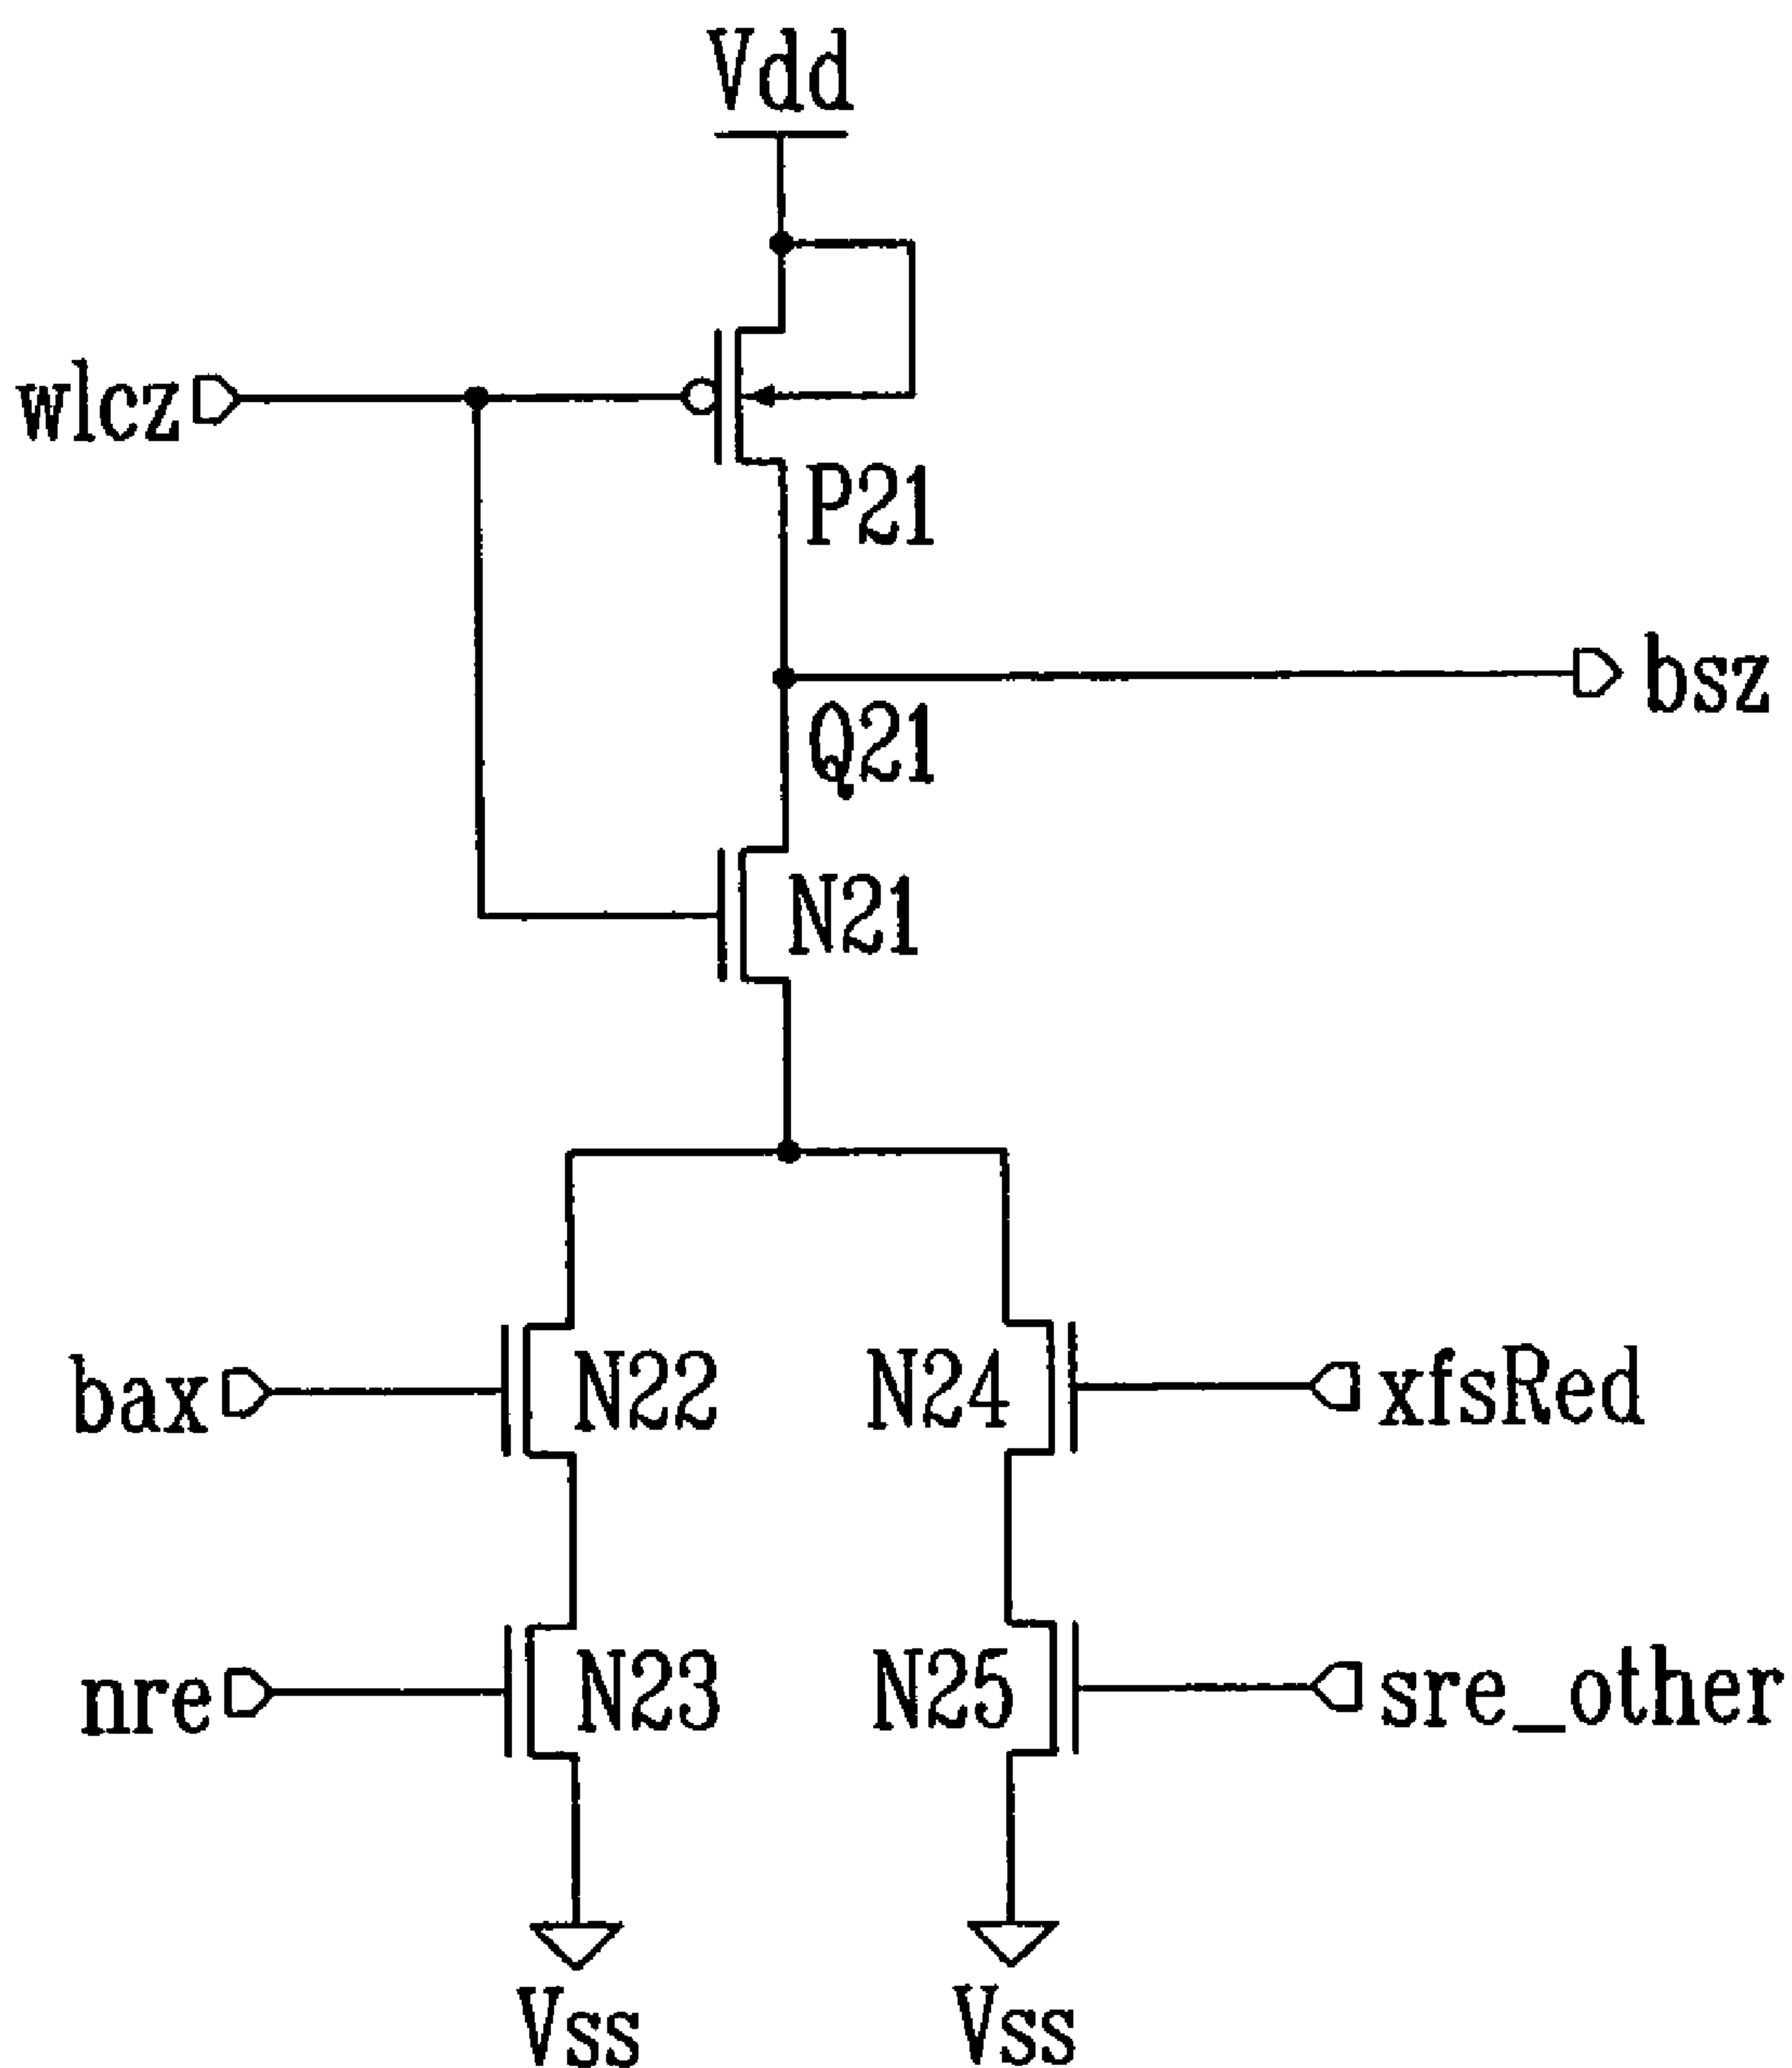 Vdd
wlcz
P21
bsz
Q21
N21
bax
N22
N24
xfsRed
nre
N23
N25
sre_other
Vss
Vss